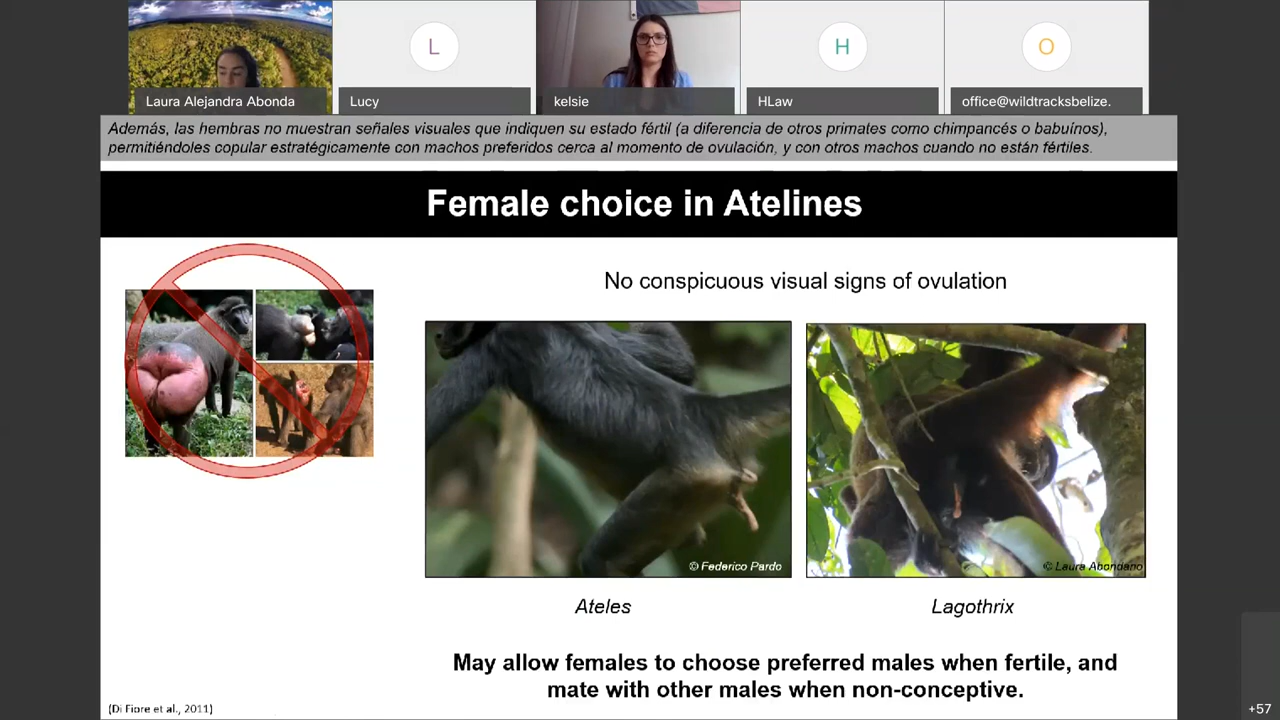 L
H
O
Laura Alejandra Abonda
Lucy
kelsie
HLaw
office@wildtracksbelize.
Además, las hembras no muestran señales visuales que indiquen su estado fértil (a diferencia de otros primates como chimpancés o babuínos),
permitiéndoles copular estratégicamente con machos preferidos cerca al momento de ovulación, y con otros machos cuando no están fértiles.
Female choice in Atelines
No conspicuous visual signs of ovulation
© Federico Pardo
© Laura Abondano
Ateles
Lagothrix
May allow females to choose preferred males when fertile, and
mate with other males when non-conceptive.
(Di Fiore et al., 2011)
+57